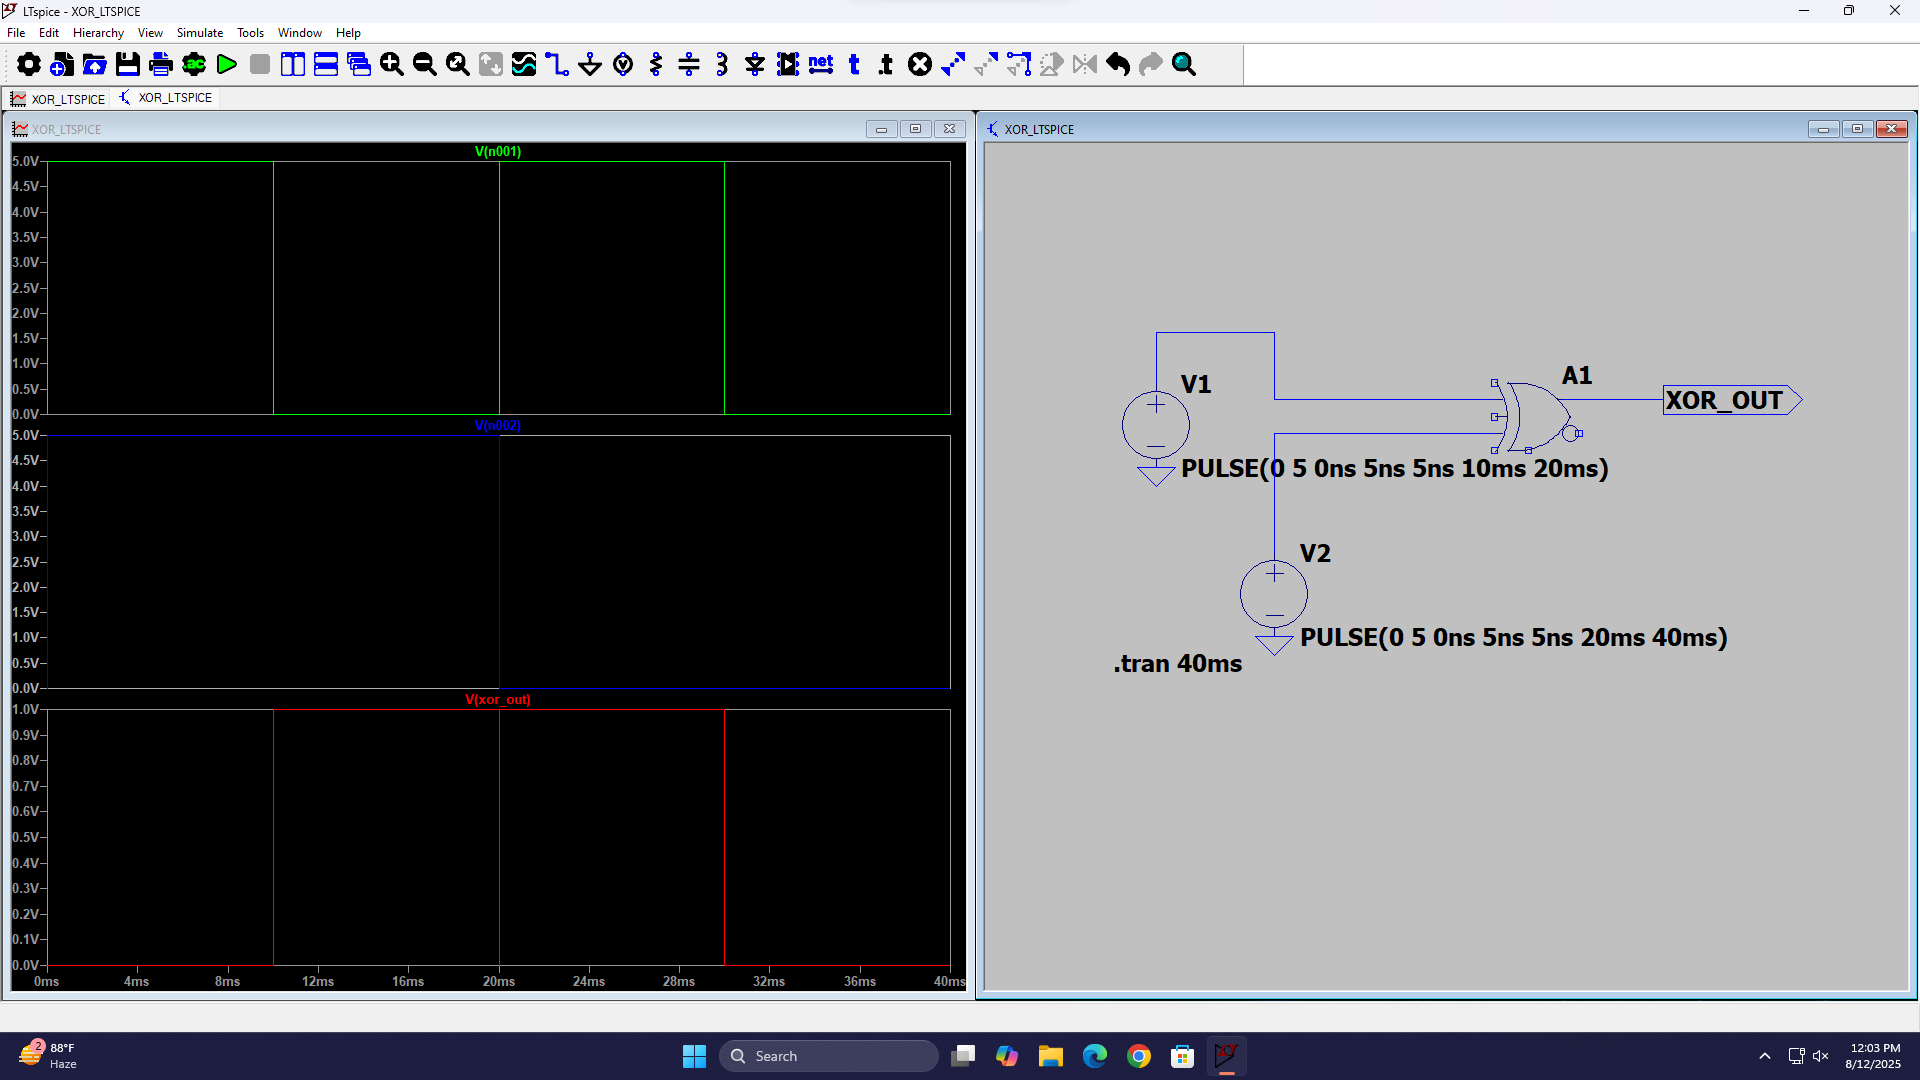 LTspice - XOR_LTSPICE
File Edit Hierarchy View Simulate Tools Window Help
ac net t .t
XOR_LTSPICE XOR_LTSPICE
XOR_LTSPICE
V(n001)
5.0V
4.5V
4.0V
3.5V
3.0V
2.5V
2.0V
1.5V
1.0V
0.5V
0.0V
V(n002)
5.0V
4.5V
4.0V
3.5V
3.0V
2.5V
2.0V
1.5V
1.0V
0.5V
0.0V
V(xor_out)
1.0V
0.9V
0.8V
0.7V
0.6V
0.5V
0.4V
0.3V
0.2V
0.1V
0.0V
0ms 4ms 8ms 12ms 16ms 20ms 24ms 28ms 32ms 36ms 40ms
XOR_LTSPICE
V1
A1
XOR_OUT
PULSE(0 5 0ns 5ns 5ns 10ms 20ms)
V2
PULSE(0 5 0ns 5ns 5ns 20ms 40ms)
.tran 40ms
2
88°F
Haze
Search
12:03 PM
8/12/2025